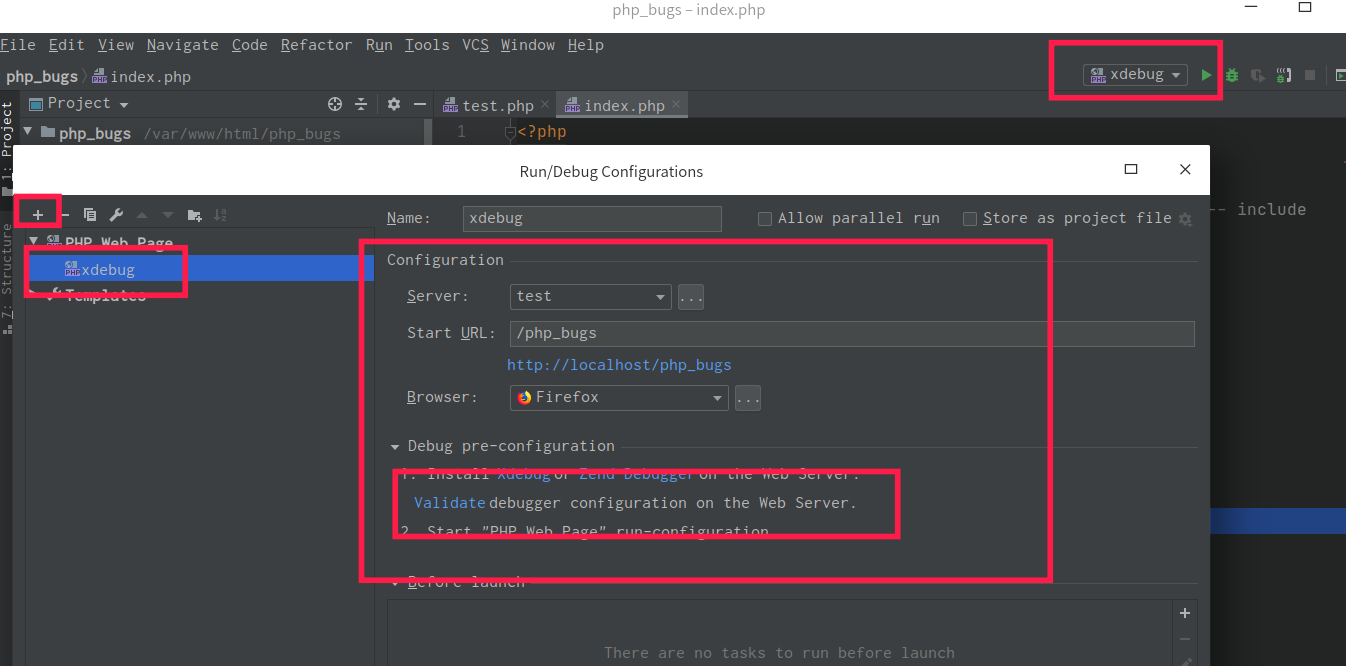 php_bugs – index.php
File Edit View Navigate Code Refactor Run Tools VCS Window Help
php_bugs index.php xdebug
Project test.php index.php
1: Project
php_bugs /var/www/html/php_bugs
1 <?php
Run/Debug Configurations
Name: xdebug Allow parallel run Store as project file
PHP Web Page
xdebug
Templates
-- include
7: Structure
Configuration
Server: test ...
Start URL: /php_bugs
http://localhost/php_bugs
Browser: Firefox ...
Debug pre-configuration
1. Install Xdebug or Zend Debugger on the Web Server.
Validate debugger configuration on the Web Server.
2. Start "PHP Web Page" run-configuration
Before launch
There are no tasks to run before launch